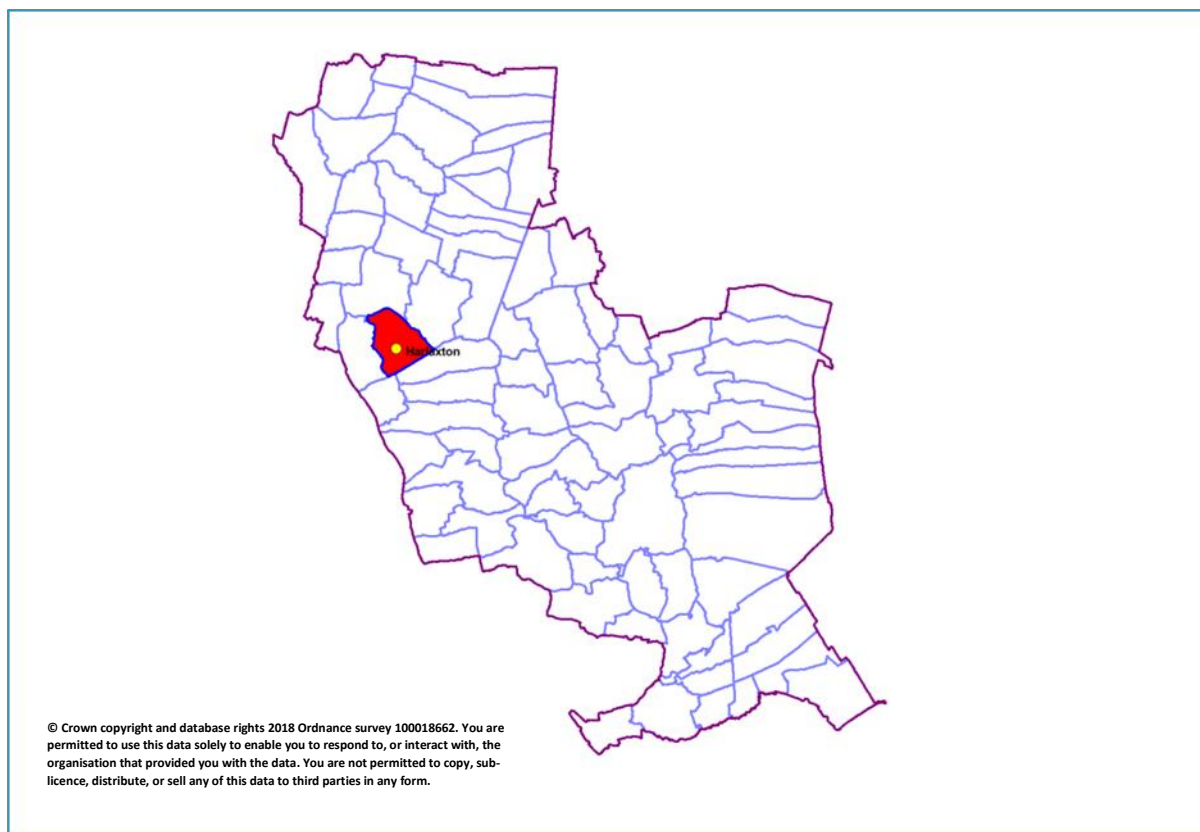 Harlaxton
© Crown copyright and database rights 2018 Ordnance survey 100018662. You are
permitted to use this data solely to enable you to respond to, or interact with, the
organisation that provided you with the data. You are not permitted to copy, sub-
licence, distribute, or sell any of this data to third parties in any form.